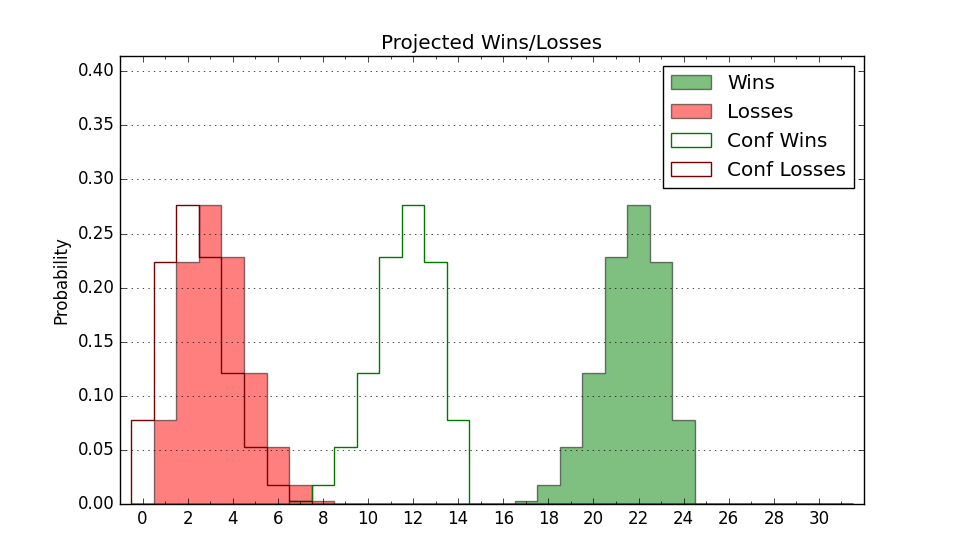 Projected Wins/Losses
Wins
Losses
Conf Wins
Conf Losses
Probability
0.40
0.35
0.30
0.25
0.20
0.15
0.10
0.05
0.00
0 2 4 6 8 10 12 14 16 18 20 22 24 26 28 30